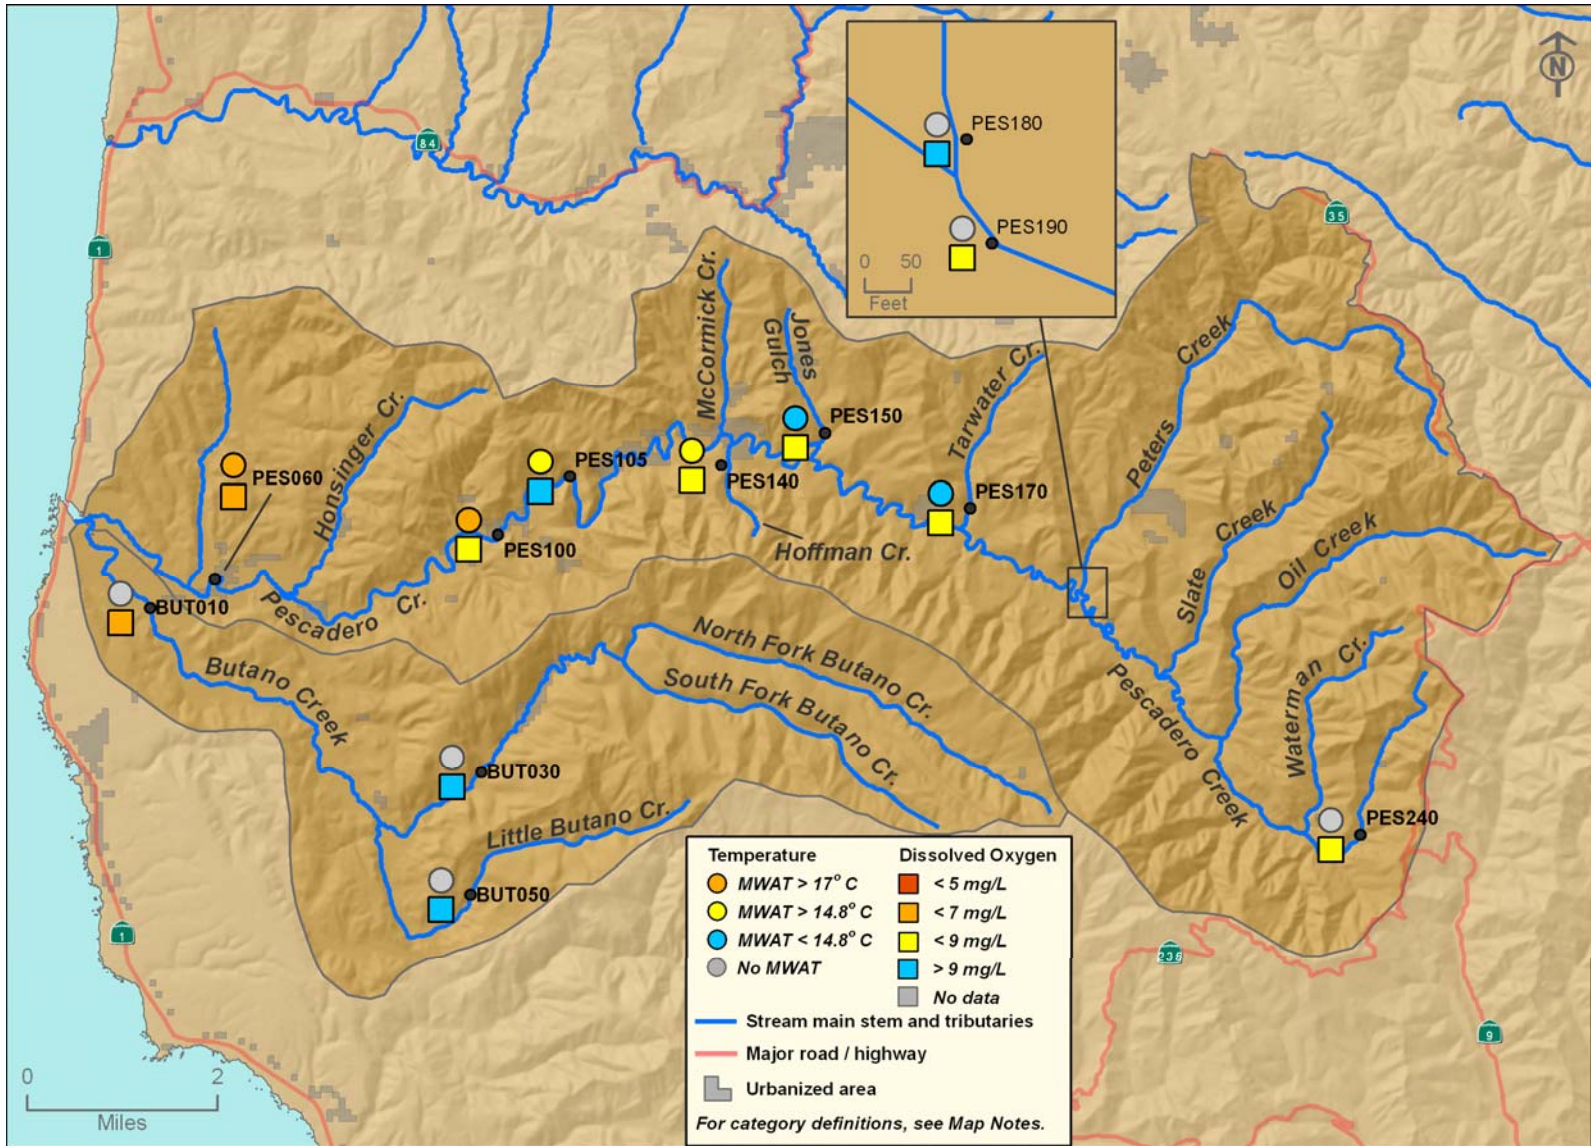 N
84
35
1
PES180
PES190
0 50
Feet
McCormick Cr.
Jones
Gulch
Tarwater Cr.
Peters
Creek
Honsinger Cr.
PES060
PES105
PES140
PES150
PES170
PES100
Hoffman Cr.
Slate
Creek
Oil Creek
BUT010
Pescadero
Cr.
Butano Creek
North Fork Butano Cr.
South Fork Butano Cr.
Pescadero Creek
Waterman Cr.
BUT030
Little Butano Cr.
BUT050
PES240
1
236
9
Temperature
MWAT > 17° C
MWAT > 14.8° C
MWAT < 14.8° C
No MWAT
Dissolved Oxygen
< 5 mg/L
< 7 mg/L
< 9 mg/L
> 9 mg/L
No data
Stream main stem and tributaries
Major road / highway
Urbanized area
For category definitions, see Map Notes.
0 2
Miles